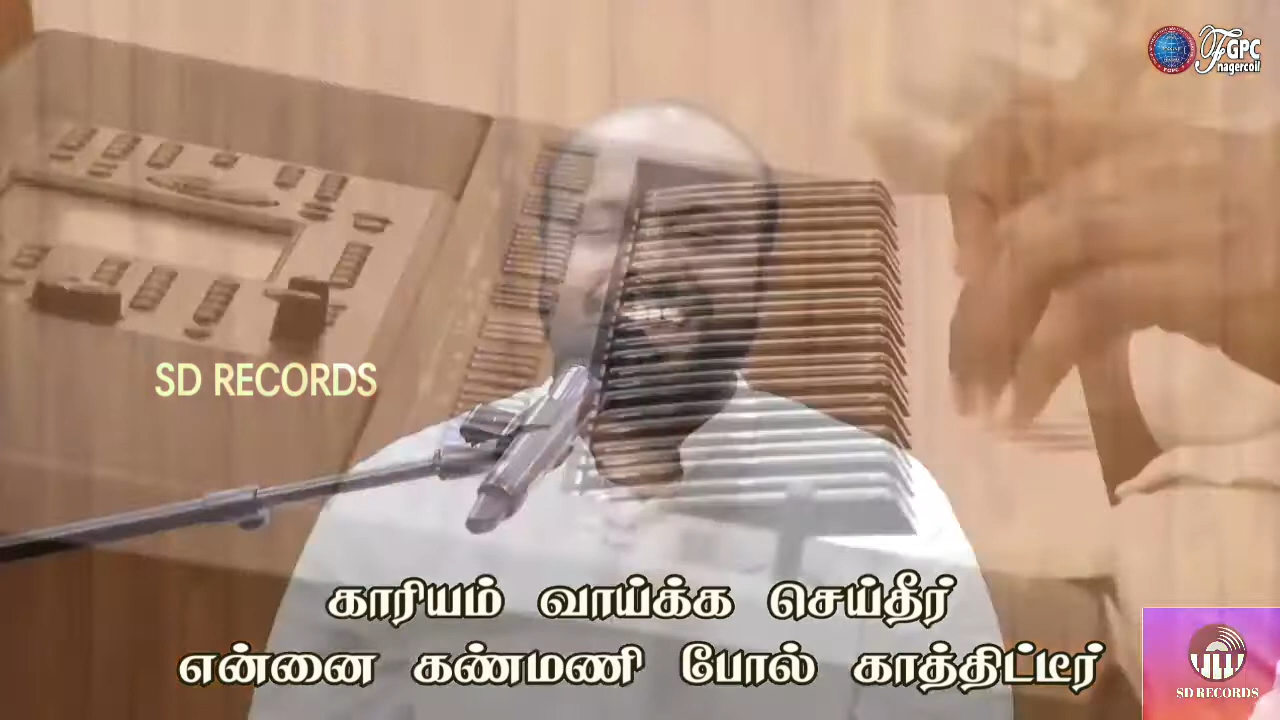 GPC
nagercoil
SD RECORDS
காரியம் வாய்க்க செய்தீர்
என்னை கண்மணி போல் காத்திட்டீர்
SD RECORDS